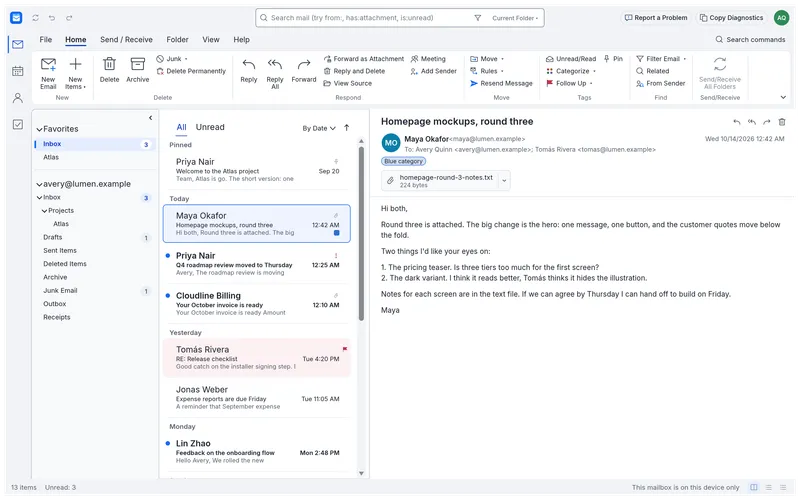 Search mail (try from:, has:attachment, is:unread)
Current Folder
Report a Problem
Copy Diagnostics
AQ
File Home Send / Receive Folder View Help
Search commands
New Email
New Items
New
Delete
Archive
Junk
Delete Permanently
Delete
Reply
Reply All
Forward
Forward as Attachment
Reply and Delete
View Source
Meeting
Add Sender
Respond
Move
Rules
Resend Message
Move
Unread/Read
Pin
Categorize
Follow Up
Tags
Filter Email
Related
From Sender
Find
Send/Receive All Folders
Send/Receive
Favorites
Inbox 3
Atlas
avery@lumen.example
Inbox 3
Projects
Atlas
Drafts 1
Sent Items
Deleted Items
Archive
Junk Email 1
Outbox
Receipts
All Unread By Date
Pinned
Priya Nair
Welcome to the Atlas project Sep 20
Team, Atlas is go. The short version: one
Today
Maya Okafor
Homepage mockups, round three 12:42 AM
Hi both, Round three is attached. The big
Priya Nair
Q4 roadmap review moved to Thursday 12:25 AM
Avery, The roadmap review is moving
Cloudline Billing
Your October invoice is ready 12:10 AM
Your October invoice is ready Amount
Yesterday
Tomás Rivera
RE: Release checklist Tue 4:20 PM
Good catch on the installer signing step. I
Jonas Weber
Expense reports are due Friday Tue 11:05 AM
A reminder that September expense
Monday
Lin Zhao
Feedback on the onboarding flow Mon 2:48 PM
Hello Avery, We rolled the new
Homepage mockups, round three
MO
Maya Okafor<maya@lumen.example> Wed 10/14/2026 12:42 AM
To: Avery Quinn <avery@lumen.example>; Tomás Rivera <tomas@lumen.example>
Blue category
homepage-round-3-notes.txt
224 bytes
Hi both,
Round three is attached. The big change is the hero: one message, one button, and the customer quotes move below
the fold.
Two things I'd like your eyes on:
1. The pricing teaser. Is three tiers too much for the first screen?
2. The dark variant. I think it reads better, Tomás thinks it hides the illustration.
Notes for each screen are in the text file. If we can agree by Thursday I can hand off to build on Friday.
Maya
13 items Unread: 3
This mailbox is on this device only